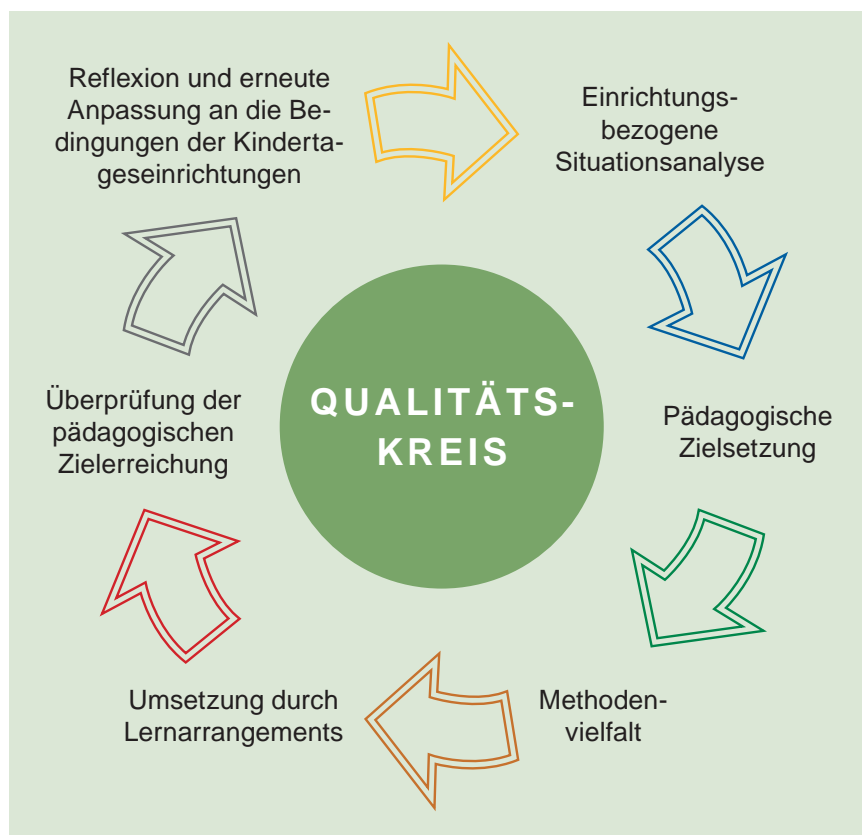 Reflexion und erneute
Anpassung an die Be-
dingungen der Kinderta-
geseinrichtungen
Einrichtungs-
bezogene
Situationsanalyse
Pädagogische
Zielsetzung
Methoden-
vielfalt
Umsetzung durch
Lernarrangements
Überprüfung der
pädagogischen
Zielerreichung
QUALITÄTS-
KREIS